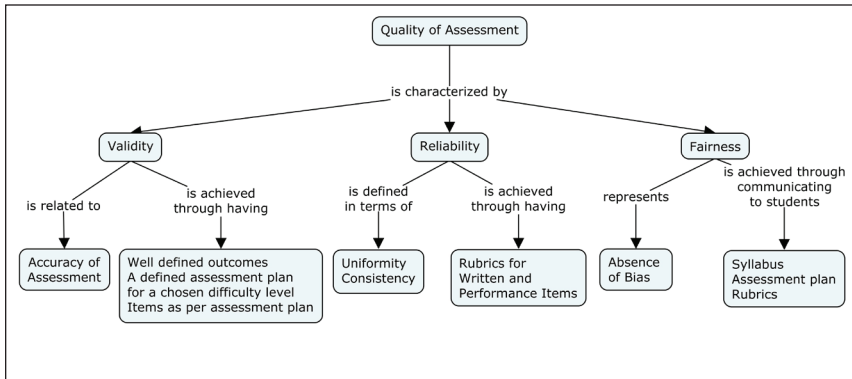 Quality of Assessment
is characterized by
Validity
Reliability
Fairness
is related to
is achieved
through having
is defined
in terms of
is achieved
through having
represents
is achieved through
communicating
to students
Accuracy of
Assessment
Well defined outcomes
A defined assessment plan
for a chosen difficulty level
Items as per assessment plan
Uniformity
Consistency
Rubrics for
Written and
Performance Items
Absence
of Bias
Syllabus
Assessment plan
Rubrics